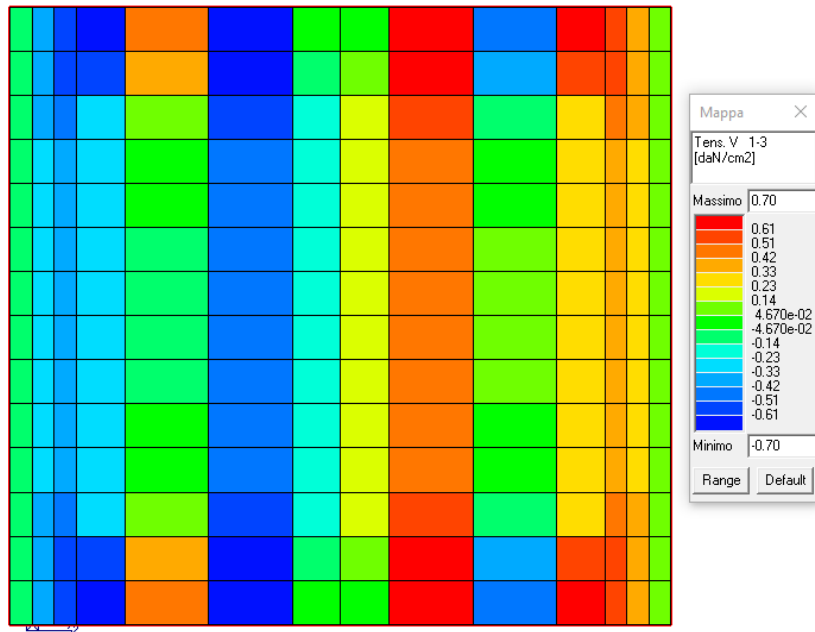 Mappa
Tens. V 1-3
[daN/cm2]
Massimo 0.70
0.61
0.51
0.42
0.33
0.23
0.14
4.670e-02
-4.670e-02
-0.14
-0.23
-0.33
-0.42
-0.51
-0.61
Minimo -0.70
Range Default